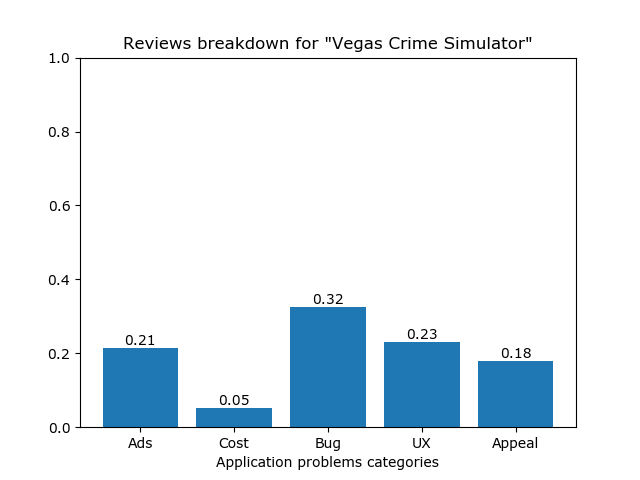 Reviews breakdown for "Vegas Crime Simulator"
1.0
0.8
0.6
0.4
0.2
0.0
0.21
0.05
0.32
0.23
0.18
Ads
Cost
Bug
UX
Appeal
Application problems categories